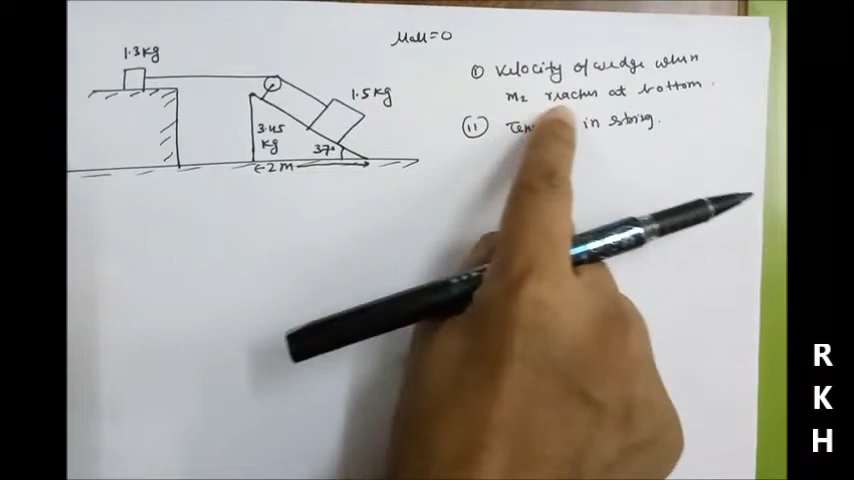 μall=0
1.3kg
① Velocity of wedge when
m₂ reaches at bottom.
1.5kg
(ii) in string.
3.45
kg
37°
2m
R
K
H